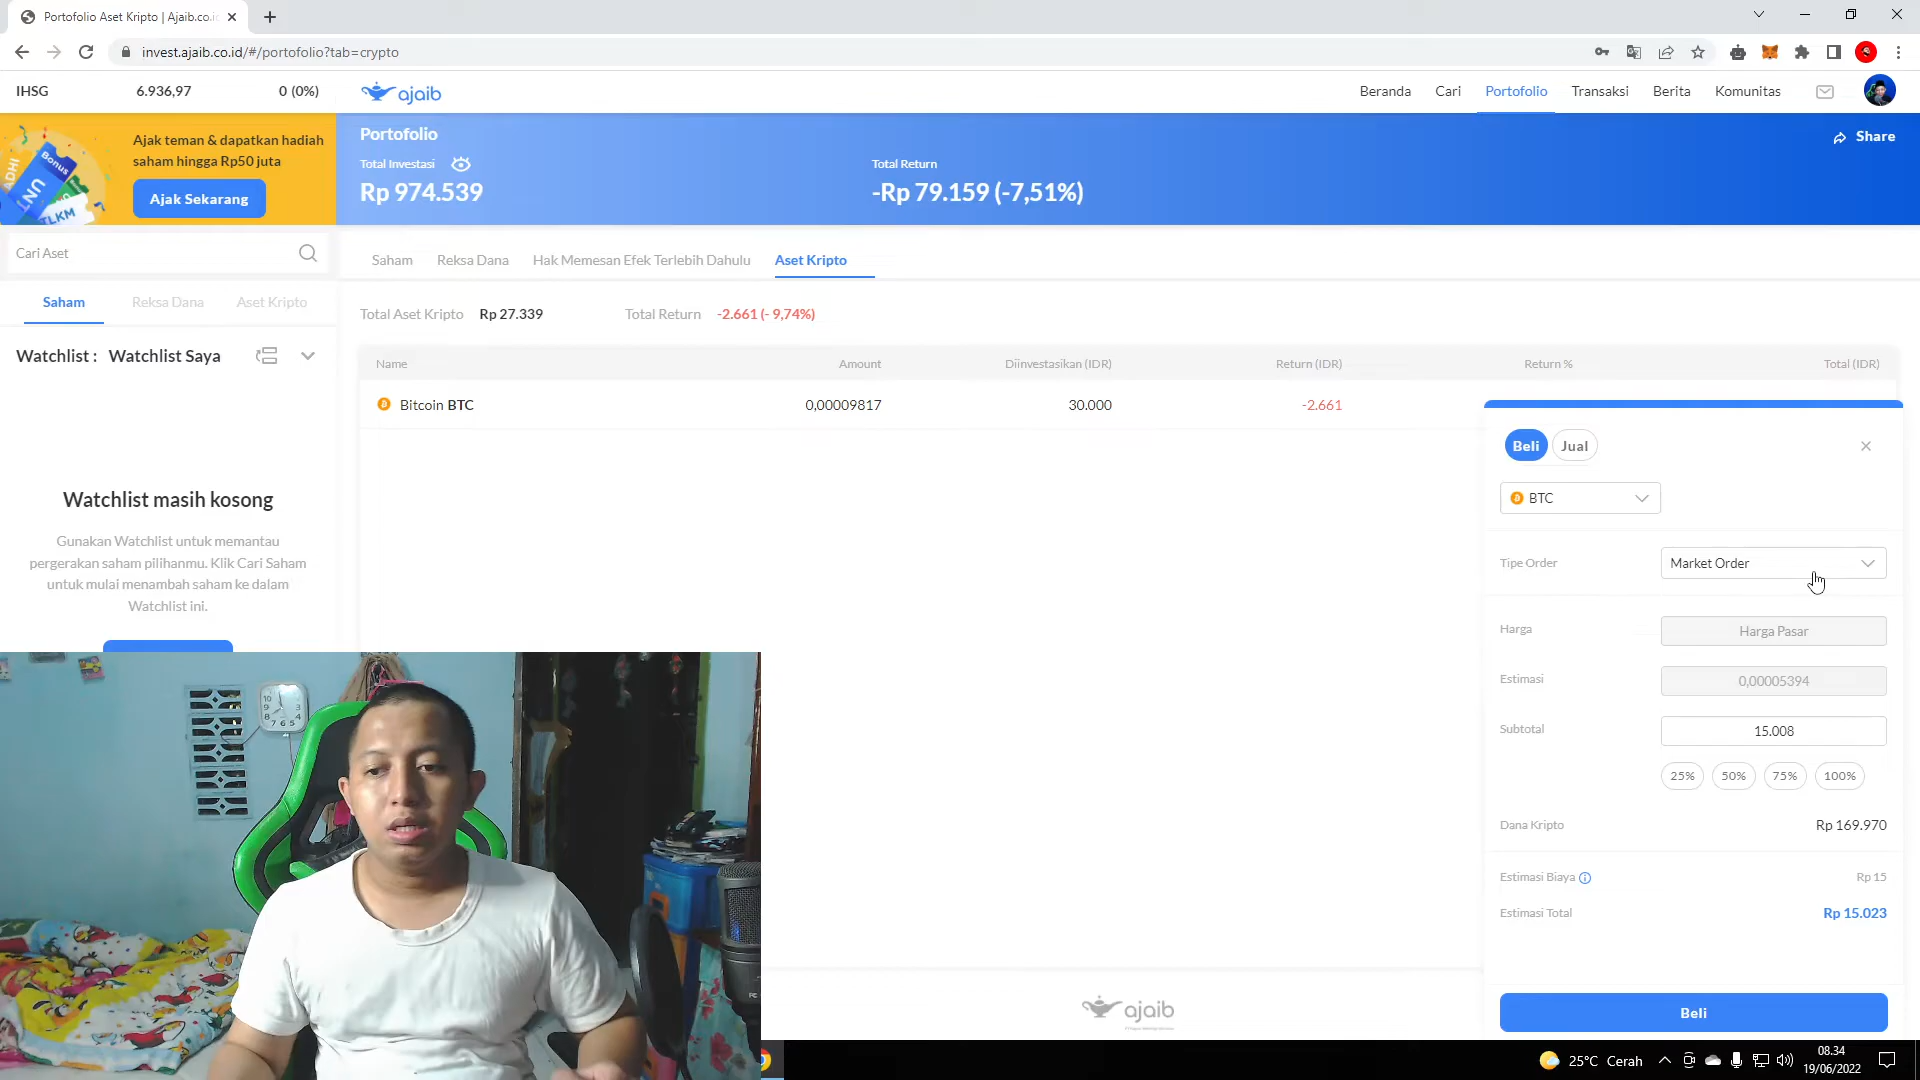 Portofolio Aset Kripto | Ajaib.co.i
invest.ajaib.co.id/#/portofolio?tab=crypto
IHSG 6.936,97 0 (0%)
ajaib
Beranda Cari Portofolio Transaksi Berita Komunitas
Ajak teman & dapatkan hadiah
saham hingga Rp50 juta
Ajak Sekarang
Bonus
TLKM
Portofolio
Share
Total Investasi
Rp 974.539
Total Return
-Rp 79.159 (-7,51%)
Cari Aset
Saham Reksa Dana Aset Kripto
Watchlist : Watchlist Saya
Watchlist masih kosong
Gunakan Watchlist untuk memantau
pergerakan saham pilihanmu. Klik Cari Saham
untuk mulai menambah saham ke dalam
Watchlist ini.
Saham Reksa Dana Hak Memesan Efek Terlebih Dahulu Aset Kripto
Total Aset Kripto Rp 27.339 Total Return -2.661 (- 9,74%)
Name Amount Diinvestasikan (IDR) Return (IDR) Return % Total (IDR)
Bitcoin BTC 0,00009817 30.000 -2.661
Beli Jual
BTC
Tipe Order Market Order
Harga Harga Pasar
Estimasi 0,00005394
Subtotal 15.008
25% 50% 75% 100%
Dana Kripto Rp 169.970
Estimasi Biaya Rp 15
Estimasi Total Rp 15.023
Beli
ajaib
25°C Cerah
08.34
19/06/2022